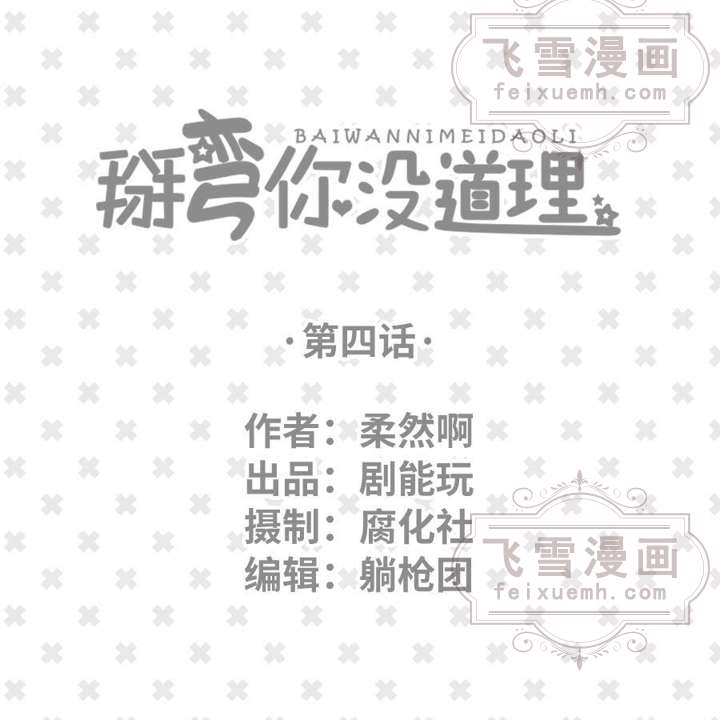 飞雪漫画
feixuemh.com
BAIWANNIMEIDAOLI
掰弯你没道理
·第四话·
作者：柔然啊
出品：剧能玩
摄制：腐化社
编辑：躺枪团
飞雪漫画
feixuemh.com